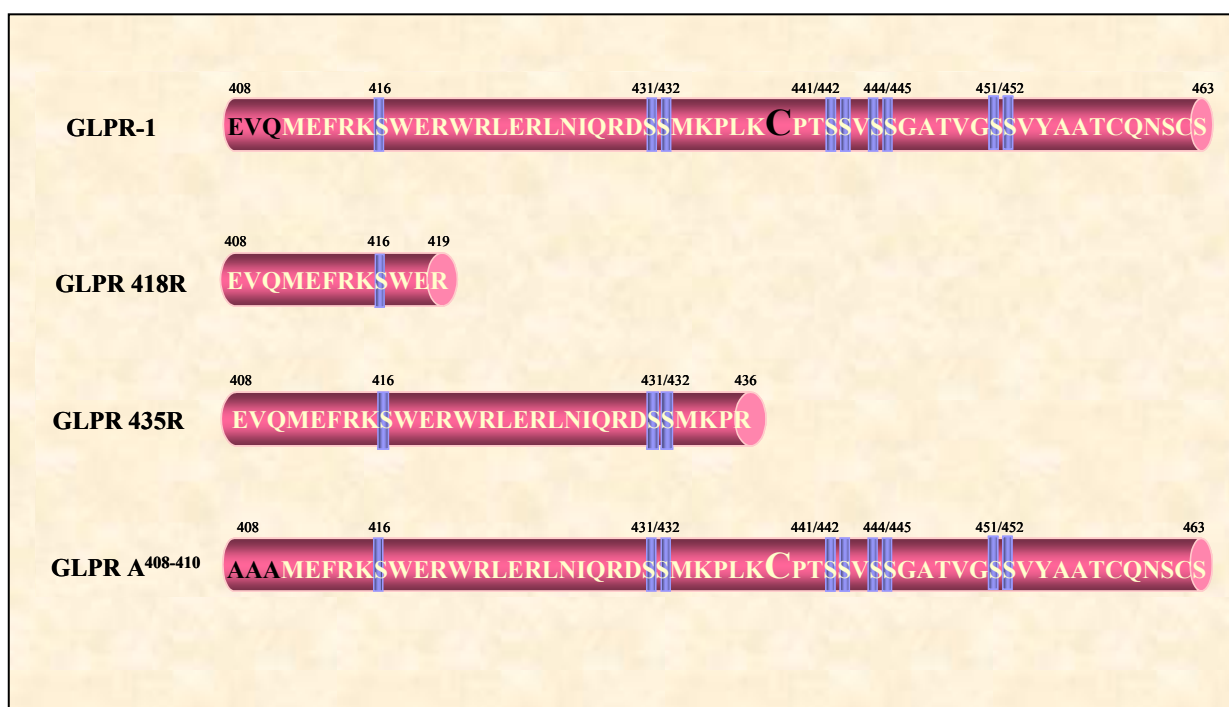 408 416 431/432 441/442 444/445 451/452 463
GLPR-1 EVQMEFRKSWERWRLERLNIQRDSSMKPLKCPTSSVSSGATVGSSVYAATCQNSCS
408 416 419
GLPR 418R EVQMEFRKSWER
408 416 431/432 436
GLPR 435R EVQMEFRKSWERWRLERLNIQRDSSMKPR
408 416 431/432 441/442 444/445 451/452 463
GLPR A408-410 AAAMEFRKSWERWRLERLNIQRDSSMKPLKCPTSSVSSGATVGSSVYAATCQNSCS